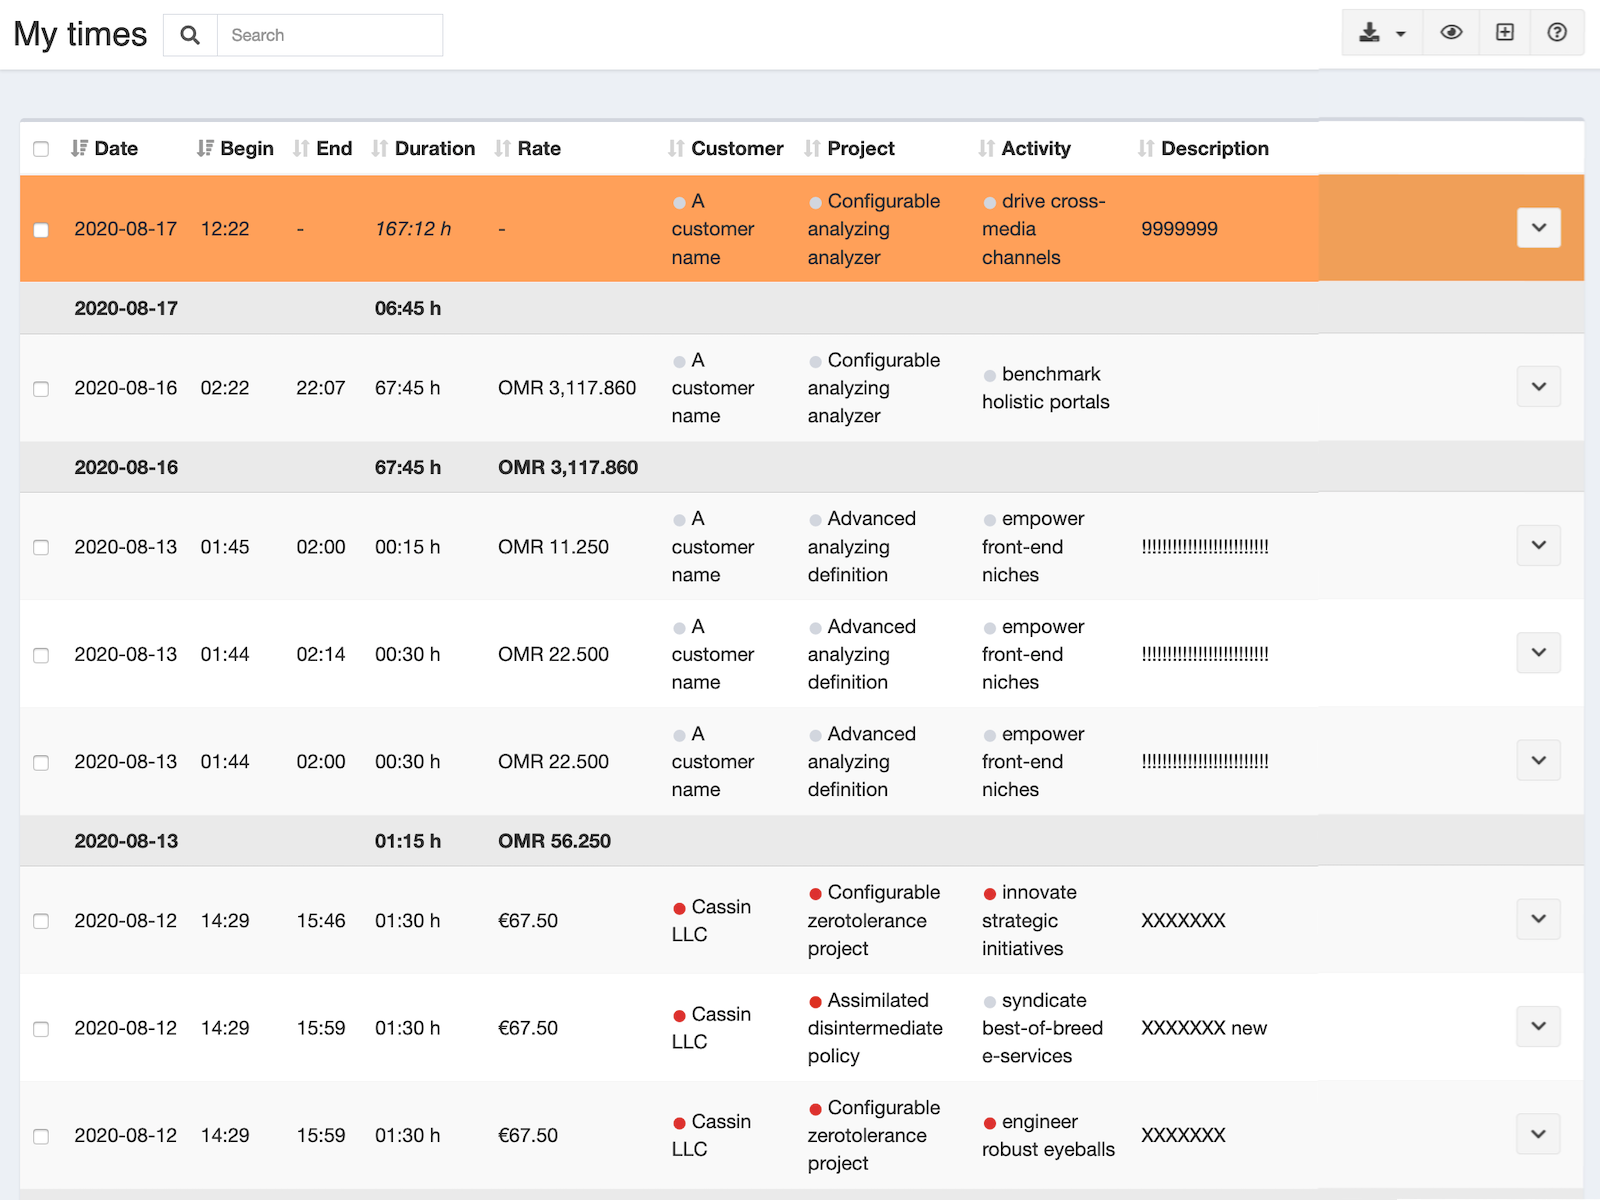 My times
Search
Date Begin End Duration Rate Customer Project Activity Description
2020-08-17 12:22 - 167:12 h - A customer name Configurable analyzing analyzer drive cross-media channels 9999999
2020-08-17 06:45 h
2020-08-16 02:22 22:07 67:45 h OMR 3,117.860 A customer name Configurable analyzing analyzer benchmark holistic portals
2020-08-16 67:45 h OMR 3,117.860
2020-08-13 01:45 02:00 00:15 h OMR 11.250 A customer name Advanced analyzing definition empower front-end niches !!!!!!!!!!!!!!!!!!!!!!!!!
2020-08-13 01:44 02:14 00:30 h OMR 22.500 A customer name Advanced analyzing definition empower front-end niches !!!!!!!!!!!!!!!!!!!!!!!!!
2020-08-13 01:44 02:00 00:30 h OMR 22.500 A customer name Advanced analyzing definition empower front-end niches !!!!!!!!!!!!!!!!!!!!!!!!!
2020-08-13 01:15 h OMR 56.250
2020-08-12 14:29 15:46 01:30 h €67.50 Cassin LLC Configurable zerotolerance project innovate strategic initiatives XXXXXXX
2020-08-12 14:29 15:59 01:30 h €67.50 Cassin LLC Assimilated disintermediate policy syndicate best-of-breed e-services XXXXXXX new
2020-08-12 14:29 15:59 01:30 h €67.50 Cassin LLC Configurable zerotolerance project engineer robust eyeballs XXXXXXX